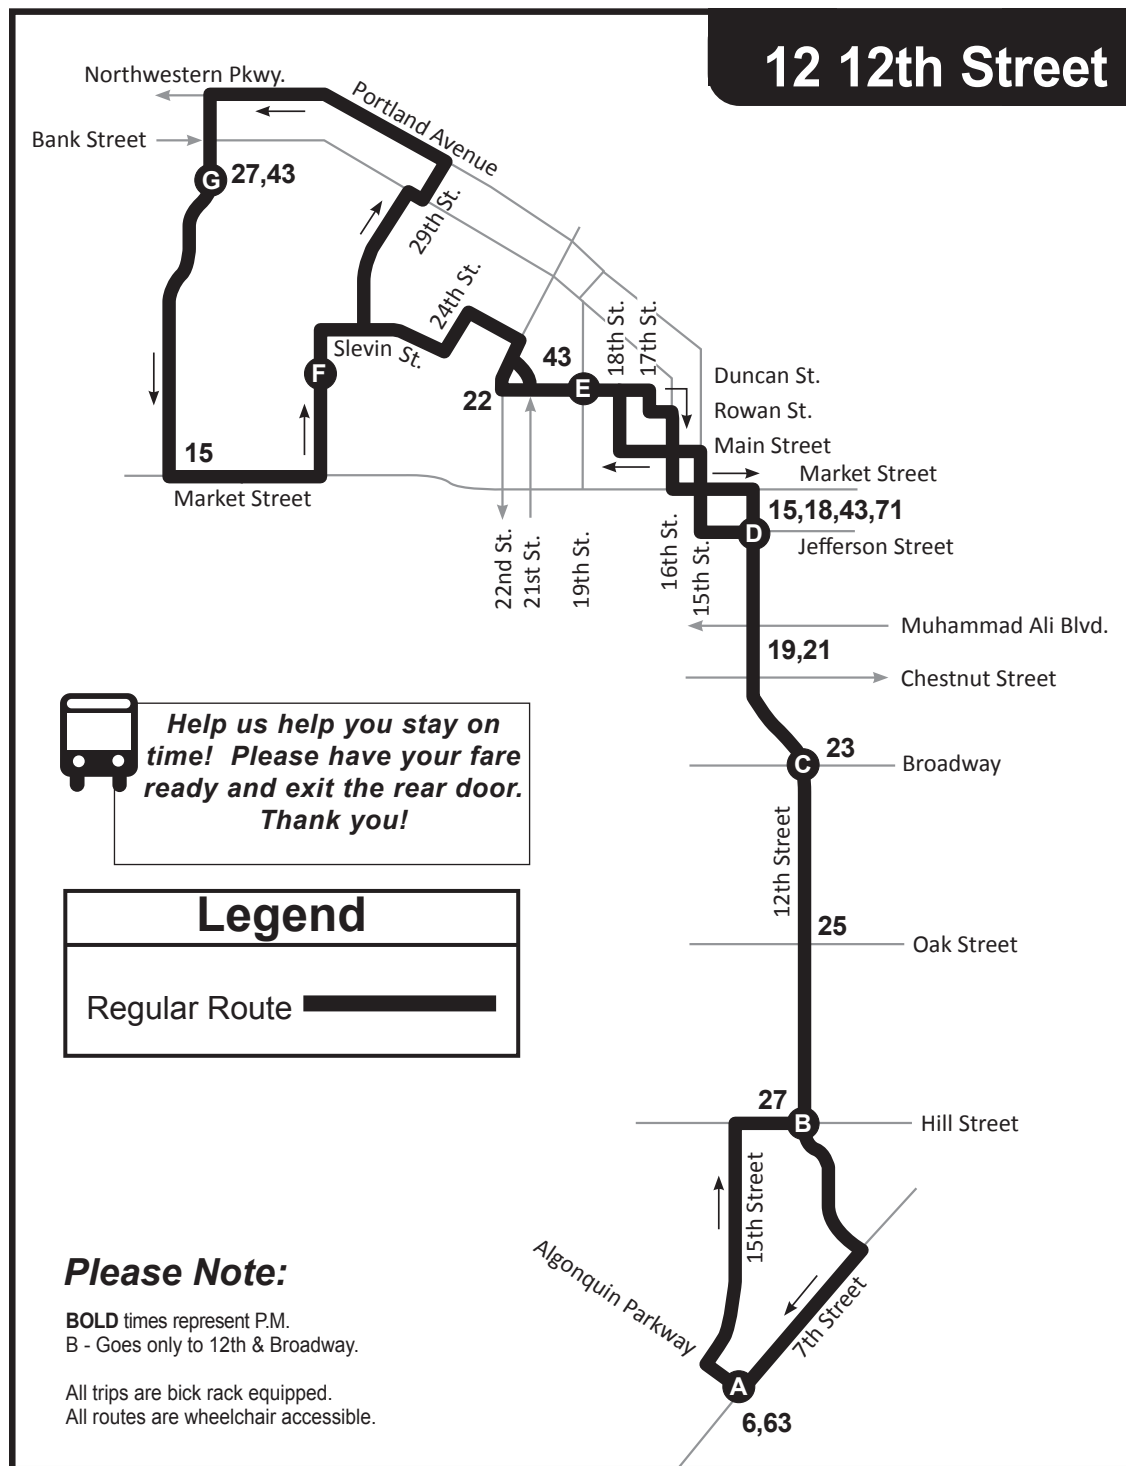 12 12th Street
Northwestern Pkwy.
Portland Avenue
Bank Street
G
27,43
29th St.
24th St.
Slevin St.
F
43
E
22
18th St.
17th St.
Duncan St.
Rowan St.
Main Street
15
Market Street
Market Street
15,18,43,71
D
Jefferson Street
22nd St.
21st St.
19th St.
16th St.
15th St.
Muhammad Ali Blvd.
19,21
Chestnut Street
Help us help you stay on
time! Please have your fare
ready and exit the rear door.
Thank you!
23
C
Broadway
12th Street
Legend
Regular Route
25
Oak Street
27
B
Hill Street
15th Street
Algonquin Parkway
7th Street
A
6,63
Please Note:
BOLD times represent P.M.
B - Goes only to 12th & Broadway.
All trips are bick rack equipped.
All routes are wheelchair accessible.